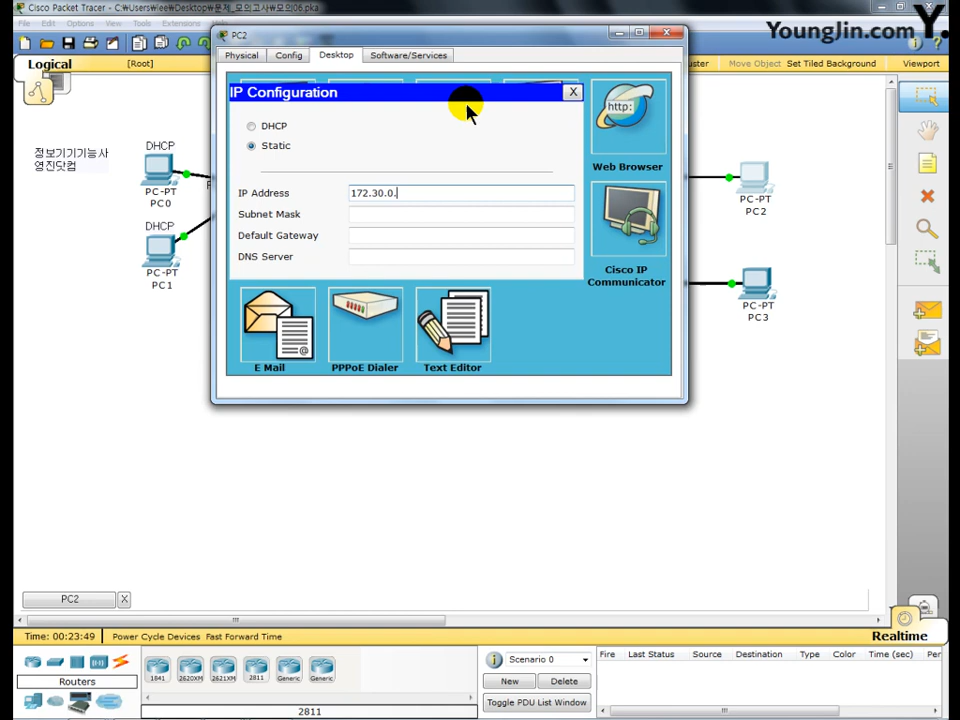 Cisco Packet Tracer - C:\Users\lee\Desktop\문제_모의고사\모의06.pka
File Edit Options View Tools Extensions
YoungJin.com Y.
Logical
[Root]
Move Object
Set Tiled Background
Viewport
PC2
Physical
Config
Desktop
Software/Services
IP Configuration
X
DHCP
Static
IP Address
172.30.0.
Subnet Mask
Default Gateway
DNS Server
http:
Web Browser
Cisco IP
Communicator
E Mail
PPPoE Dialer
Text Editor
정보기기기능사
영진닷컴
DHCP
PC-PT
PC0
DHCP
PC-PT
PC1
PC-PT
PC2
PC-PT
PC3
PC2
X
Time: 00:23:49
Power Cycle Devices
Fast Forward Time
Realtime
Routers
1841
2620XM
2621XM
2811
Generic
Generic
2811
Scenario 0
New
Delete
Toggle PDU List Window
Fire
Last Status
Source
Destination
Type
Color
Time (sec)